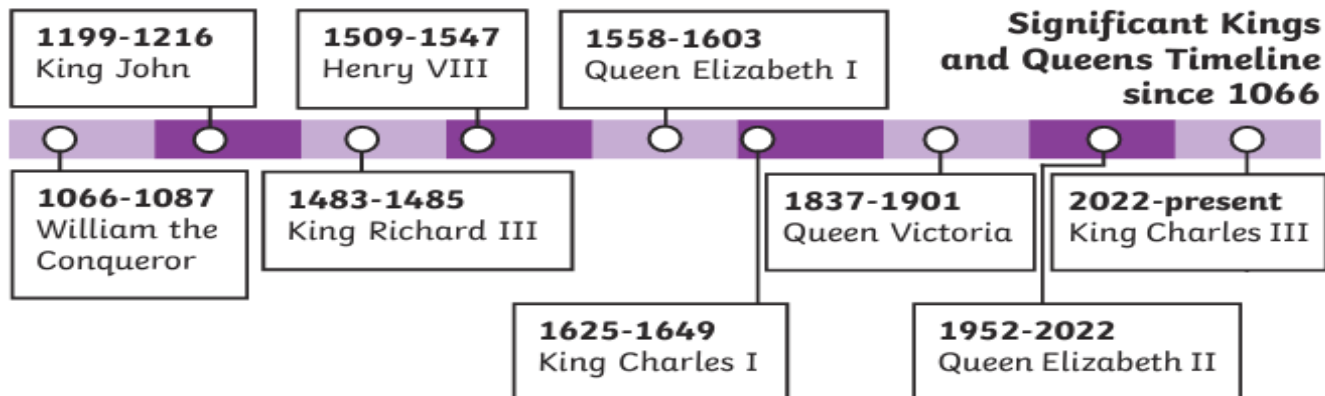 1199-1216
King John
1509-1547
Henry VIII
1558-1603
Queen Elizabeth I
Significant Kings
and Queens Timeline
since 1066
1066-1087
William the
Conqueror
1483-1485
King Richard III
1837-1901
Queen Victoria
2022-present
King Charles III
1625-1649
King Charles I
1952-2022
Queen Elizabeth II